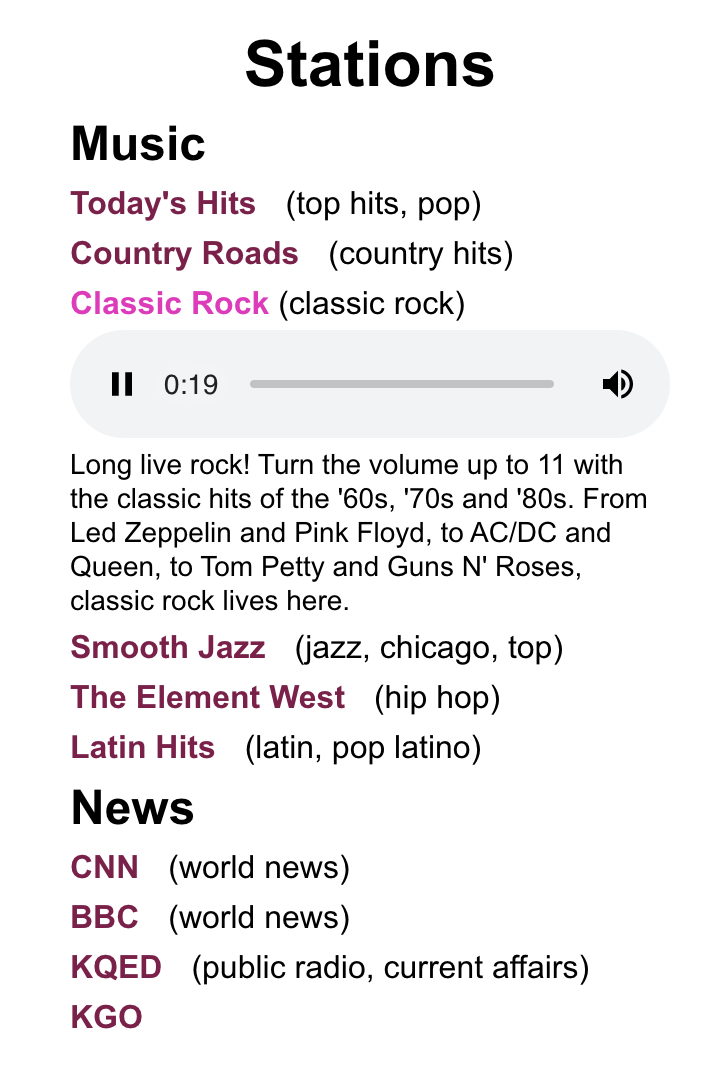 Stations
Music
Today's Hits (top hits, pop)
Country Roads (country hits)
Classic Rock (classic rock)
0:19
Long live rock! Turn the volume up to 11 with
the classic hits of the '60s, '70s and '80s. From
Led Zeppelin and Pink Floyd, to AC/DC and
Queen, to Tom Petty and Guns N' Roses,
classic rock lives here.
Smooth Jazz (jazz, chicago, top)
The Element West (hip hop)
Latin Hits (latin, pop latino)
News
CNN (world news)
BBC (world news)
KQED (public radio, current affairs)
KGO